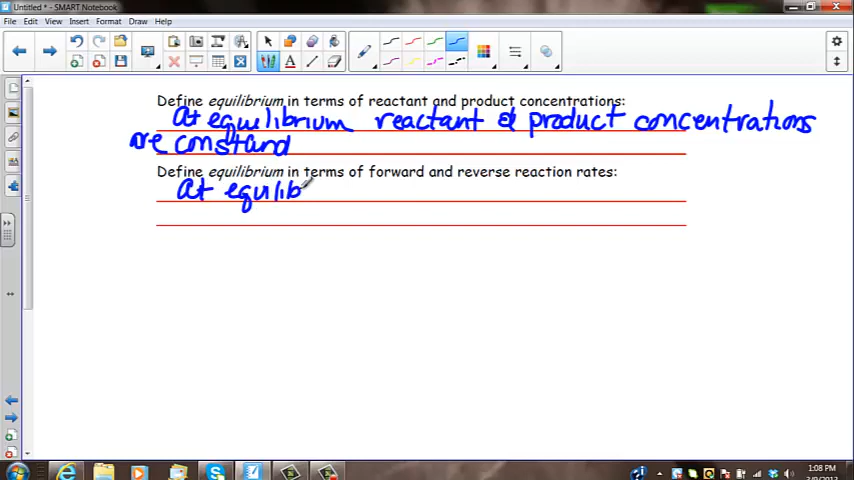 Untitled * - SMART Notebook
File Edit View Insert Format Draw Help
Define equilibrium in terms of reactant and product concentrations:
At equilibrium reactant & product concentrations
are constand
Define equilibrium in terms of forward and reverse reaction rates:
At equilib
1:08 PM